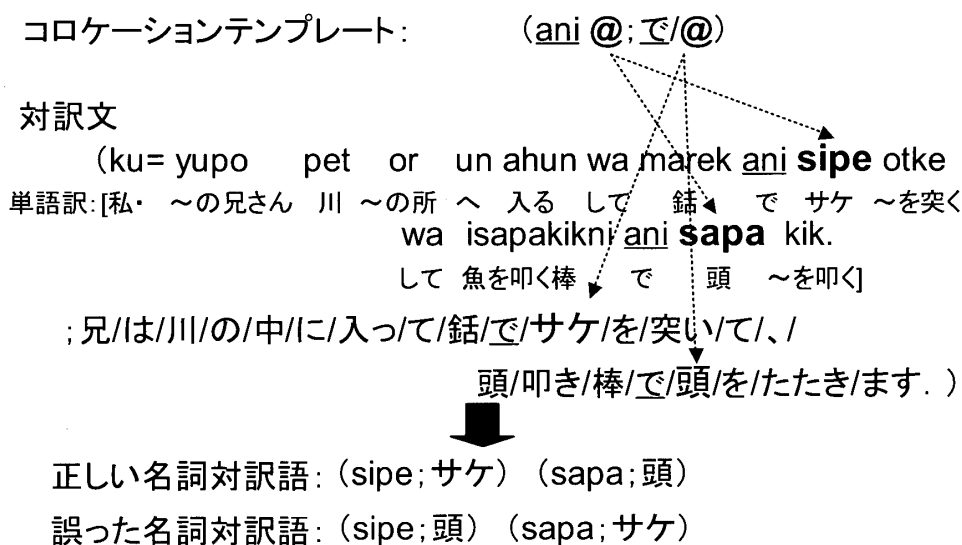 コロケーションテンプレート： （ani @；で/@）
対訳文
（ku= yupo pet or un ahun wa marek ani sipe otke
単語訳：[私・ ～の兄さん 川 ～の所 へ 入る して 銛 で サケ ～を突く
wa isapakikni ani sapa kik.
して 魚を叩く棒 で 頭 ～を叩く]
；兄/は/川/の/中/に/入っ/て/銛/で/サケ/を/突い/て/、/
頭/叩き/棒/で/頭/を/たたき/ます．）
正しい名詞対訳語：（sipe；サケ）（sapa；頭）
誤った名詞対訳語：（sipe；頭）（sapa；サケ）